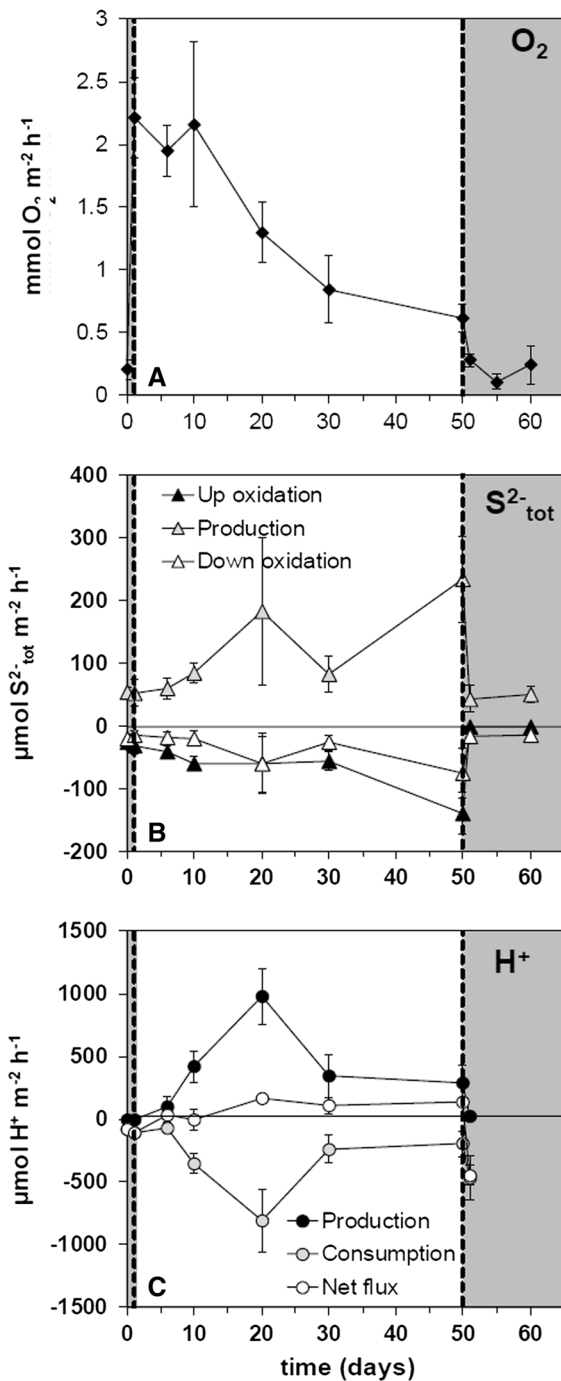 3
2.5
2
1.5
1
0.5
0
O2
mmol O2 m-2 h-1
A
0 10 20 30 40 50 60
400
300
200
100
0
-100
-200
Up oxidation
Production
Down oxidation
S2-tot
µmol S2-tot m-2 h-1
B
0 10 20 30 40 50 60
1500
1000
500
0
-500
-1000
-1500
H+
µmol H+ m-2 h-1
Production
Consumption
Net flux
C
0 10 20 30 40 50 60
time (days)